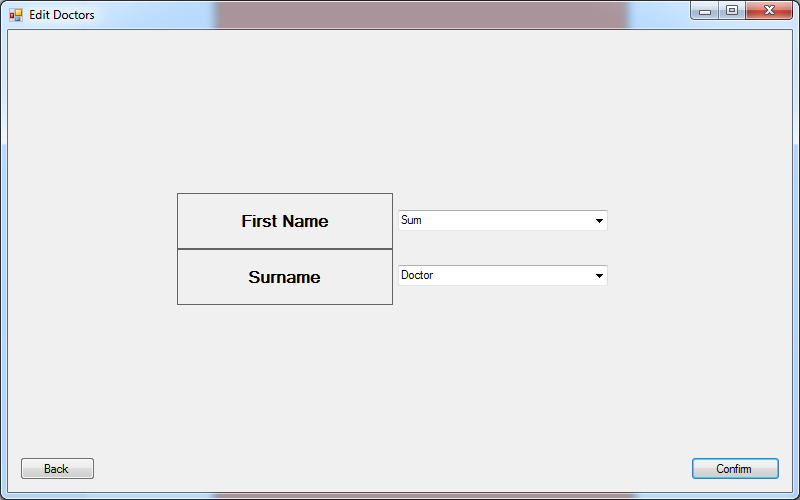 Edit Doctors
First Name
Sum
Surname
Doctor
Back
Confirm